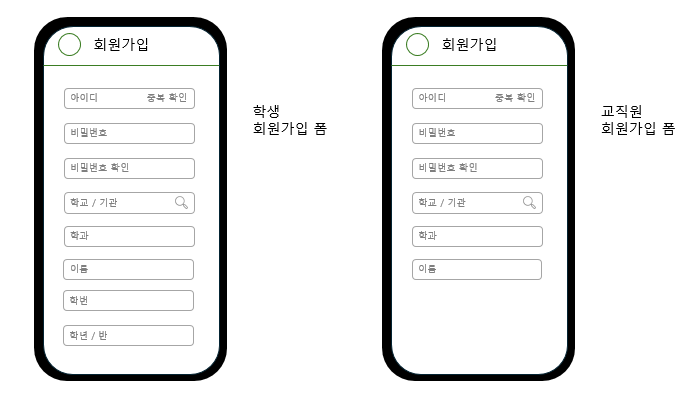 회원가입
아이디 중복 확인
비밀번호
비밀번호 확인
학교 / 기관
학과
이름
학번
학년 / 반
학생
회원가입 폼
회원가입
아이디 중복 확인
비밀번호
비밀번호 확인
학교 / 기관
학과
이름
교직원
회원가입 폼